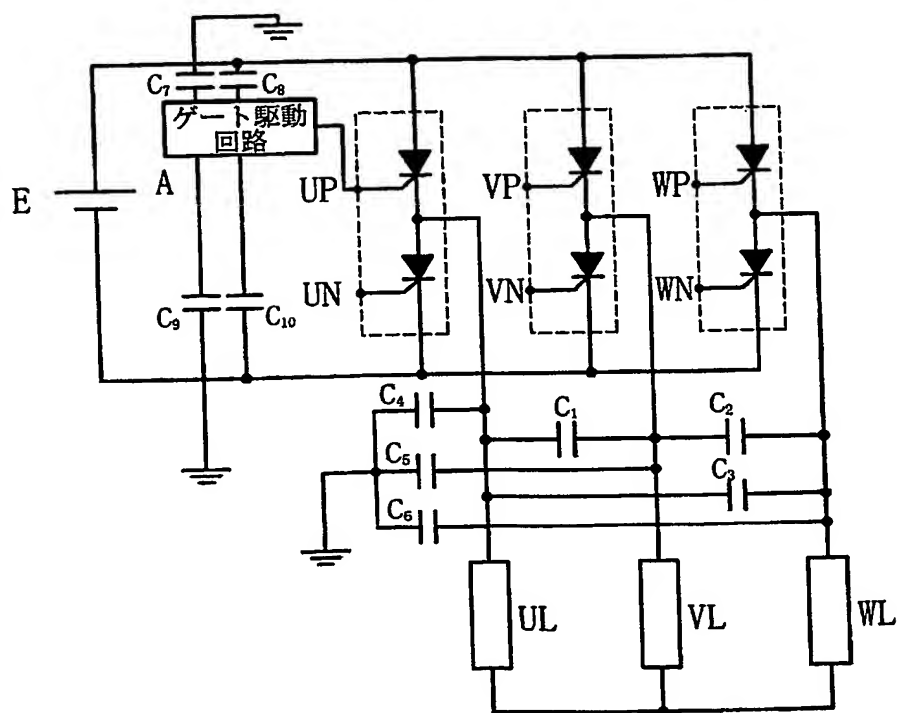 C₇ C₈
ゲート駆動
回路
A
E
UP VP WP
UN VN WN
C₉ C₁₀
C₄
C₁ C₂
C₅
C₃
C₆
UL VL WL